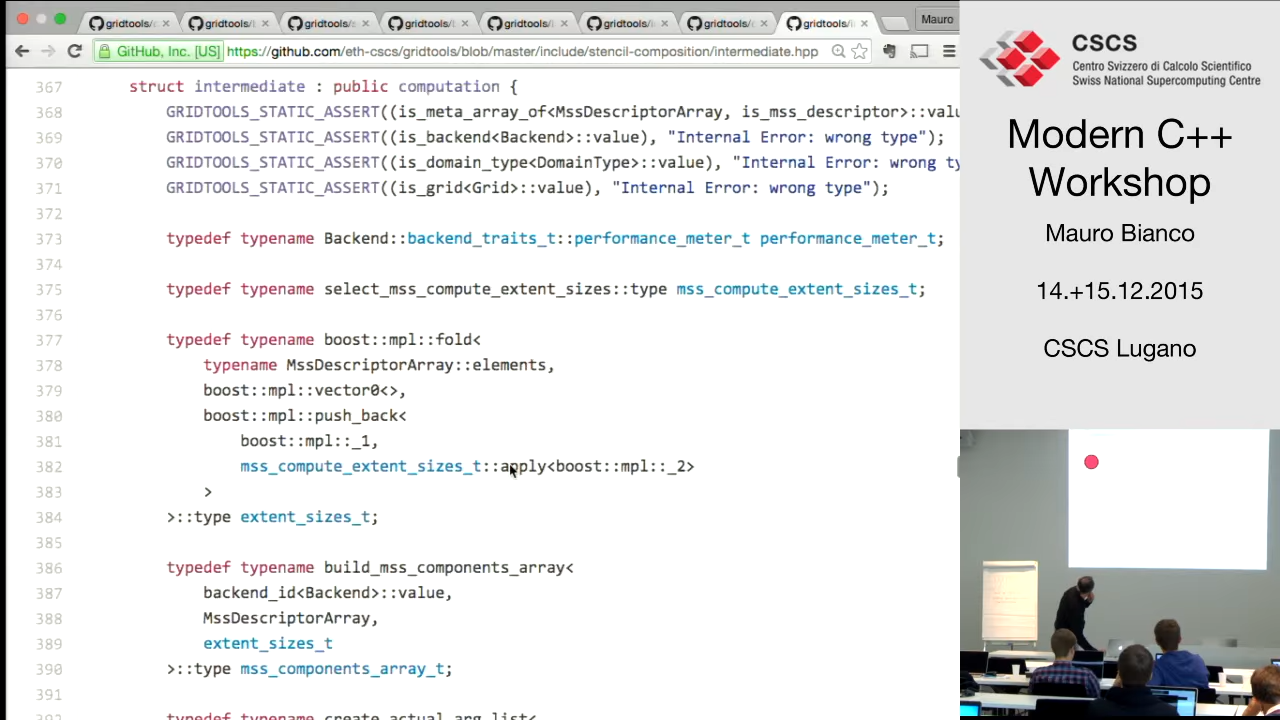 gridtools/
gridtools/
gridtools/
gridtools/
gridtools/
gridtools/
gridtools/
gridtools/
Mauro
GitHub, Inc. [US] https://github.com/eth-cscs/gridtools/blob/master/include/stencil-composition/intermediate.hpp
367 struct intermediate : public computation {
368 GRIDTOOLS_STATIC_ASSERT((is_meta_array_of<MssDescriptorArray, is_mss_descriptor>::valu
369 GRIDTOOLS_STATIC_ASSERT((is_backend<Backend>::value), "Internal Error: wrong type");
370 GRIDTOOLS_STATIC_ASSERT((is_domain_type<DomainType>::value), "Internal Error: wrong ty
371 GRIDTOOLS_STATIC_ASSERT((is_grid<Grid>::value), "Internal Error: wrong type");
372
373 typedef typename Backend::backend_traits_t::performance_meter_t performance_meter_t;
374
375 typedef typename select_mss_compute_extent_sizes::type mss_compute_extent_sizes_t;
376
377 typedef typename boost::mpl::fold<
378 typename MssDescriptorArray::elements,
379 boost::mpl::vector0<>,
380 boost::mpl::push_back<
381 boost::mpl::_1,
382 mss_compute_extent_sizes_t::apply<boost::mpl::_2>
383 >
384 >::type extent_sizes_t;
385
386 typedef typename build_mss_components_array<
387 backend_id<Backend>::value,
388 MssDescriptorArray,
389 extent_sizes_t
390 >::type mss_components_array_t;
391
392 typedef typename create_actual_arg_list<
CSCS
Centro Svizzero di Calcolo Scientifico
Swiss National Supercomputing Centre
Modern C++
Workshop
Mauro Bianco
14.+15.12.2015
CSCS Lugano